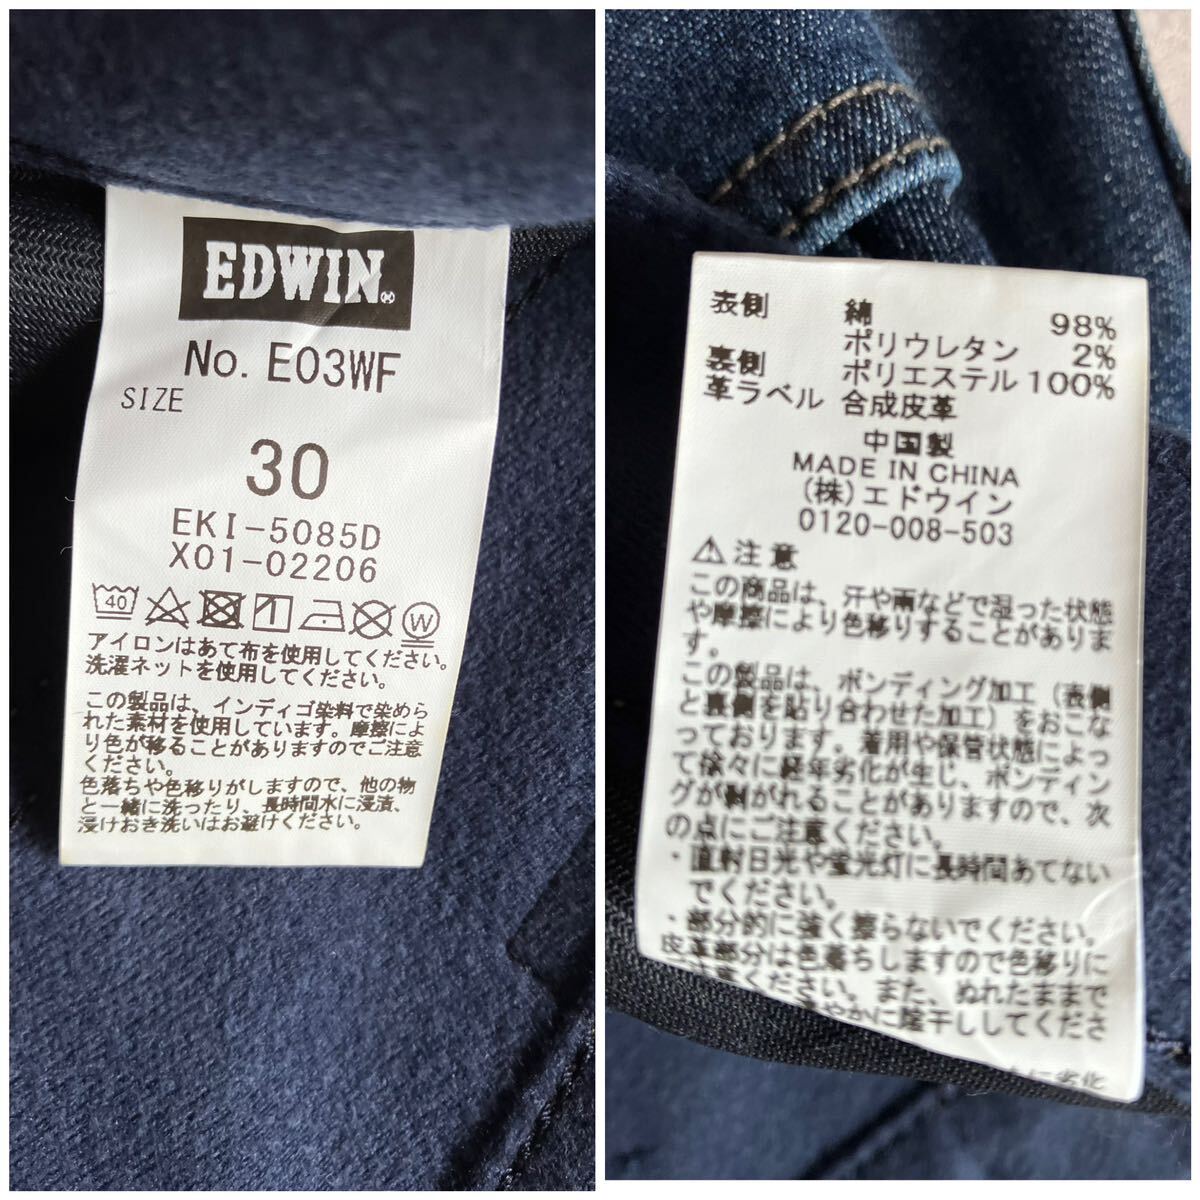 EDWIN®
No. E03WF
SIZE
30
EKI-5085D
X01-02206
40
W
アイロンはあて布を使用してください。
洗濯ネットを使用してください。
この製品は、インディゴ染料で染めら
れた素材を使用しています。摩擦によ
り色が移ることがありますのでご注意
ください。
色落ちや色移りがしますので、他の物
と一緒に洗ったり、長時間水に浸漬、
浸けおき洗いはお避けください。
表側 綿 98%
ポリウレタン 2%
裏側 ポリエステル 100%
革ラベル 合成皮革
中国製
MADE IN CHINA
(株)エドウイン
0120-008-503
⚠注意
この商品は、汗や雨などで湿った状態
や摩擦により色移りすることがありま
す。
この製品は、ボンディング加工(表側
と裏側を貼り合わせた加工)をおこな
っております。着用や保管状態によっ
て徐々に経年劣化が生じ、ボンディン
グが剥がれることがありますので、次
の点にご注意ください。
・直射日光や蛍光灯に長時間あてない
でください。
・部分的に強く擦らないでください。
皮革部分は色落ちしますので色移りに
ください。また、ぬれたままで
やかに陰干ししてくださ
に劣化